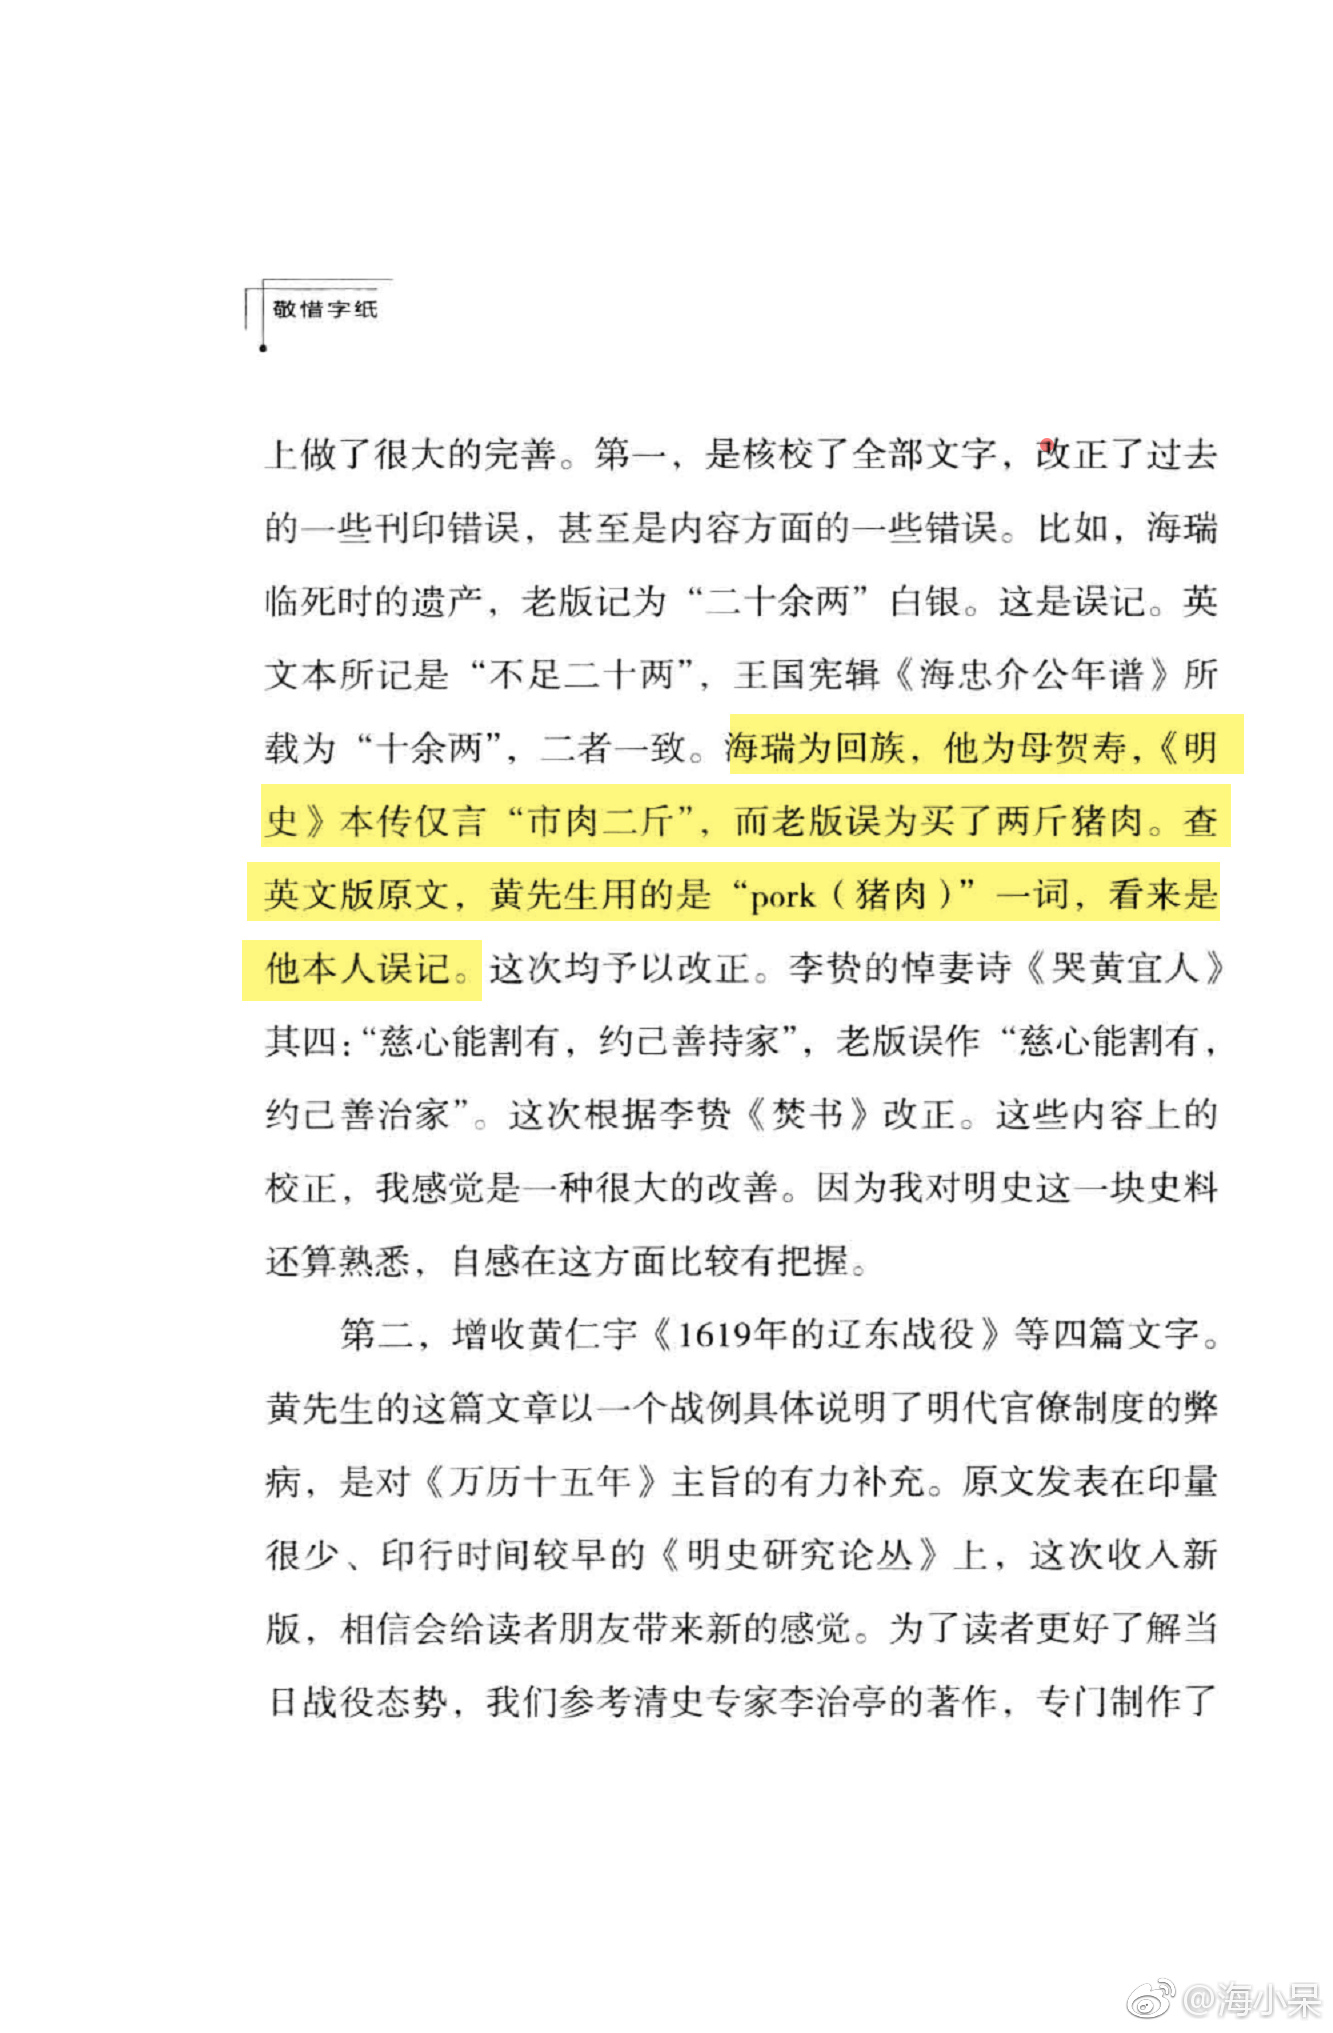 敬惜字纸
上做了很大的完善。第一，是核校了全部文字，改正了过去
的一些刊印错误，甚至是内容方面的一些错误。比如，海瑞
临死时的遗产，老版记为“二十余两”白银。这是误记。英
文本所记是“不足二十两”，王国宪辑《海忠介公年谱》所
载为“十余两”，二者一致。海瑞为回族，他为母贺寿，《明
史》本传仅言“市肉二斤”，而老版误为买了两斤猪肉。查
英文版原文，黄先生用的是“pork（猪肉）”一词，看来是
他本人误记。这次均予以改正。李贽的悼妻诗《哭黄宜人》
其四：“慈心能割有，约己善持家”，老版误作“慈心能割有，
约己善治家”。这次根据李贽《焚书》改正。这些内容上的
校正，我感觉是一种很大的改善。因为我对明史这一块史料
还算熟悉，自感在这方面比较有把握。
第二，增收黄仁宇《1619年的辽东战役》等四篇文字。
黄先生的这篇文章以一个战例具体说明了明代官僚制度的弊
病，是对《万历十五年》主旨的有力补充。原文发表在印量
很少、印行时间较早的《明史研究论丛》上，这次收入新
版，相信会给读者朋友带来新的感觉。为了读者更好了解当
日战役态势，我们参考清史专家李治亭的著作，专门制作了
@海小呆